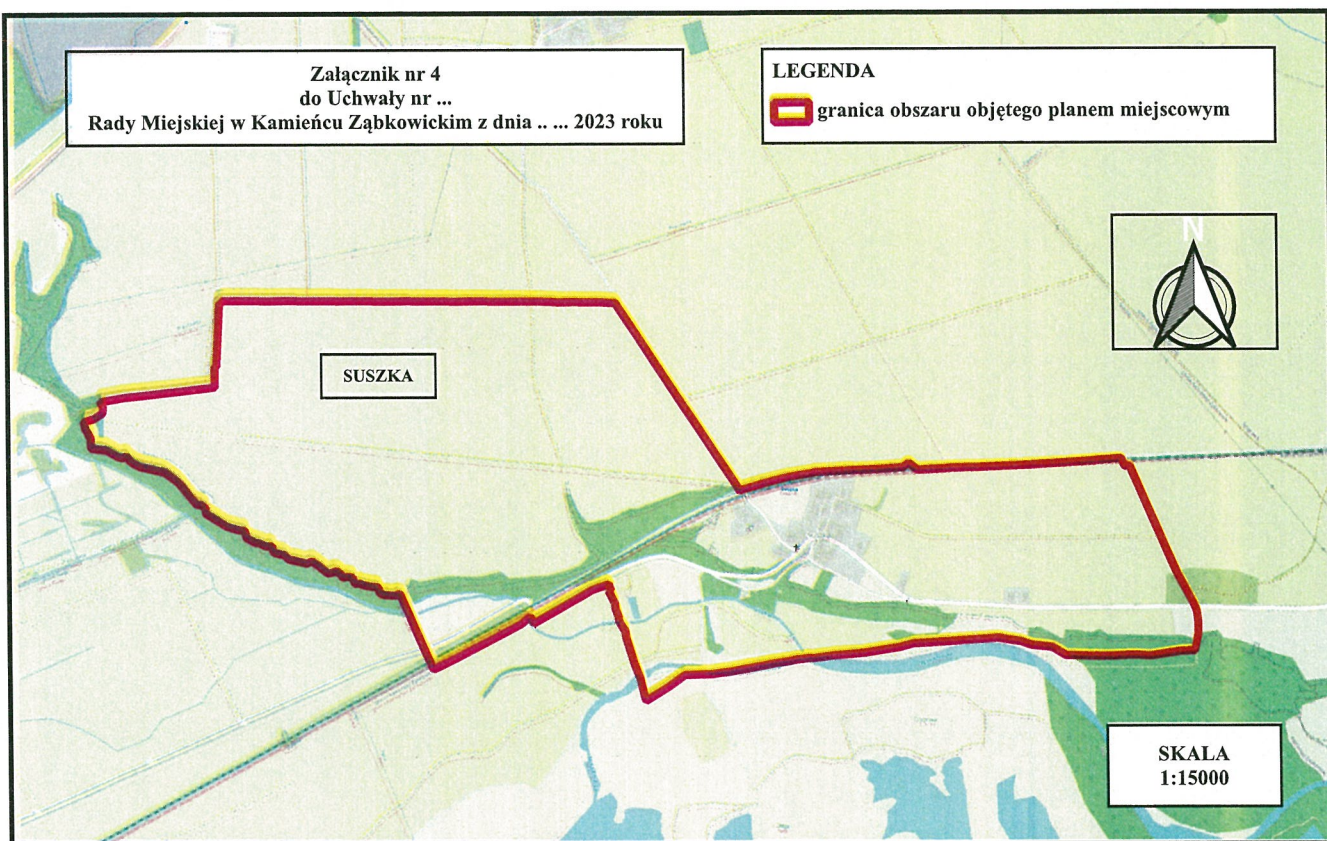 Załącznik nr 4
do Uchwały nr ...
Rady Miejskiej w Kamieńcu Ząbkowickim z dnia .. ... 2023 roku
LEGENDA
granica obszaru objętego planem miejscowym
N
SUSZKA
SKALA
1:15000